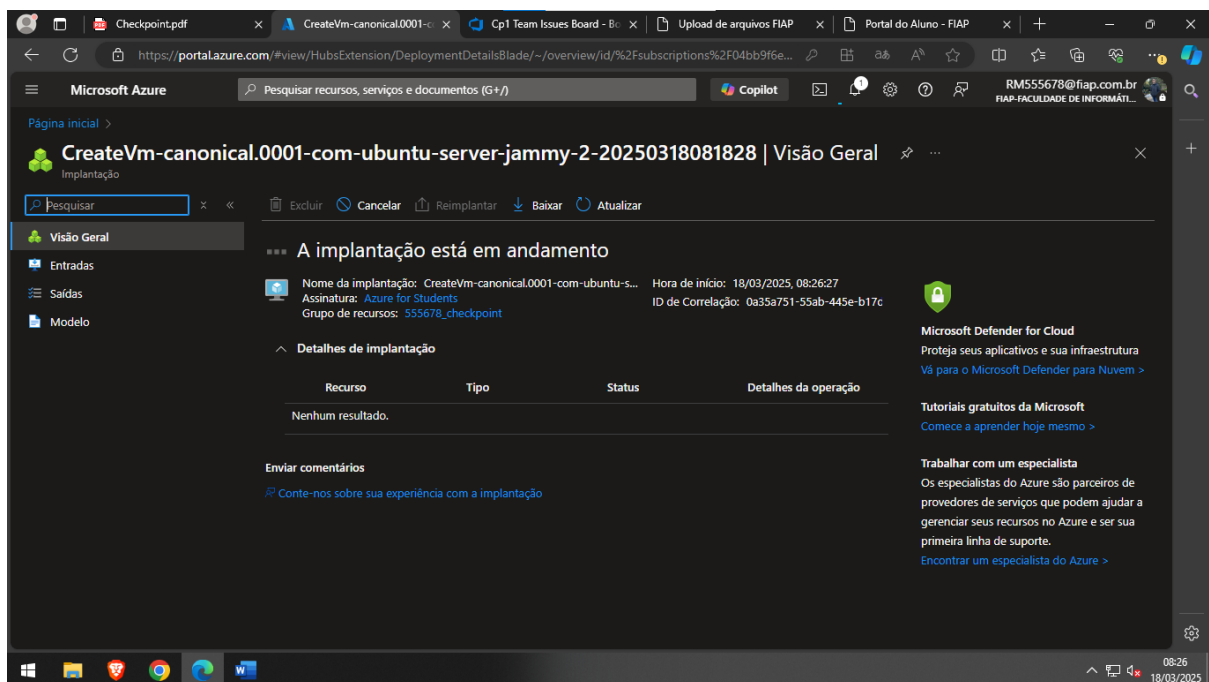 Checkpoint.pdf
CreateVm-canonical.0001-c
Cp1 Team Issues Board - Bo
Upload de arquivos FIAP
Portal do Aluno - FIAP
https://portal.azure.com/#view/HubsExtension/DeploymentDetailsBlade/~/overview/id/%2Fsubscriptions%2F04bb9f6e...
Microsoft Azure
Pesquisar recursos, serviços e documentos (G+/)
Copilot
1
RM555678@fiap.com.br
FIAP-FACULDADE DE INFORMÁTI...
Página inicial >
CreateVm-canonical.0001-com-ubuntu-server-jammy-2-20250318081828 | Visão Geral
Implantação
Pesquisar
Excluir
Cancelar
Reimplantar
Baixar
Atualizar
Visão Geral
Entradas
Saídas
Modelo
A implantação está em andamento
Nome da implantação: CreateVm-canonical.0001-com-ubuntu-s...
Assinatura: Azure for Students
Grupo de recursos: 555678_checkpoint
Hora de início: 18/03/2025, 08:26:27
ID de Correlação: 0a35a751-55ab-445e-b17c
Detalhes de implantação
Recurso Tipo Status Detalhes da operação
Nenhum resultado.
Enviar comentários
Conte-nos sobre sua experiência com a implantação
Microsoft Defender for Cloud
Proteja seus aplicativos e sua infraestrutura
Vá para o Microsoft Defender para Nuvem >
Tutoriais gratuitos da Microsoft
Comece a aprender hoje mesmo >
Trabalhar com um especialista
Os especialistas do Azure são parceiros de
provedores de serviços que podem ajudar a
gerenciar seus recursos no Azure e ser sua
primeira linha de suporte.
Encontrar um especialista do Azure >
08:26
18/03/2025